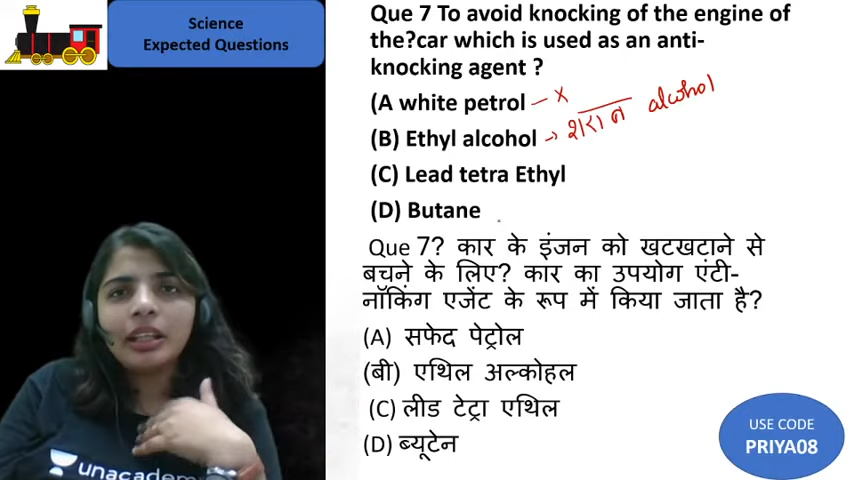 Science
Expected Questions
Que 7 To avoid knocking of the engine of
the?car which is used as an anti-
knocking agent ?
(A white petrol – x
(B) Ethyl alcohol → शराब alcohol
(C) Lead tetra Ethyl
(D) Butane
Que 7? कार के इंजन को खटखटाने से
बचने के लिए? कार का उपयोग एंटी-
नॉकिंग एजेंट के रूप में किया जाता है?
(A) सफेद पेट्रोल
(बी) एथिल अल्कोहल
(C) लीड टेट्रा एथिल
(D) ब्यूटेन
unacadem
USE CODE
PRIYA08